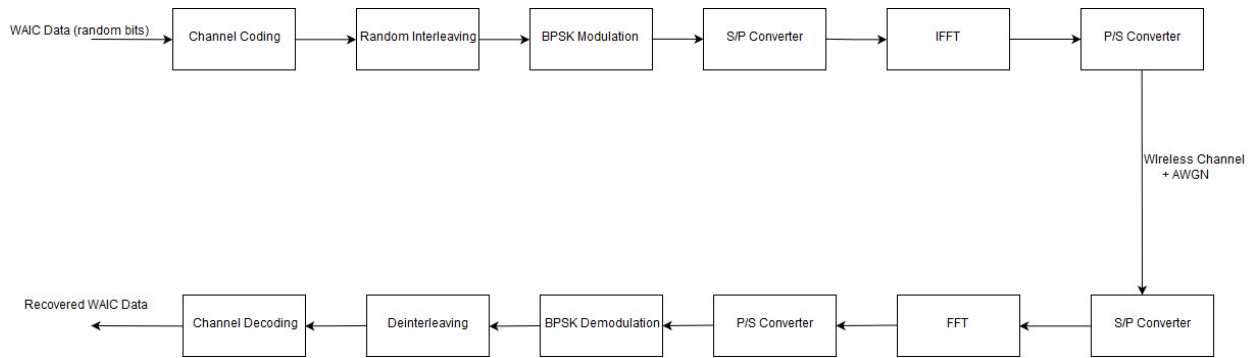 WAIC Data (random bits)
Channel Coding
Random Interleaving
BPSK Modulation
S/P Converter
IFFT
P/S Converter
WIreless Channel
+ AWGN
Recovered WAIC Data
Channel Decoding
Deinterleaving
BPSK Demodulation
P/S Converter
FFT
S/P Converter